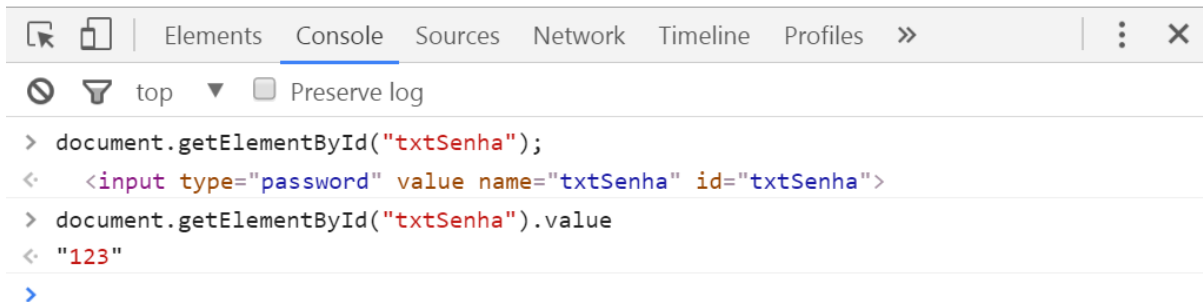 Elements Console Sources Network Timeline Profiles »
top ▼ Preserve log
> document.getElementById("txtSenha");
<· <input type="password" value name="txtSenha" id="txtSenha">
> document.getElementById("txtSenha").value
<· "123"
>